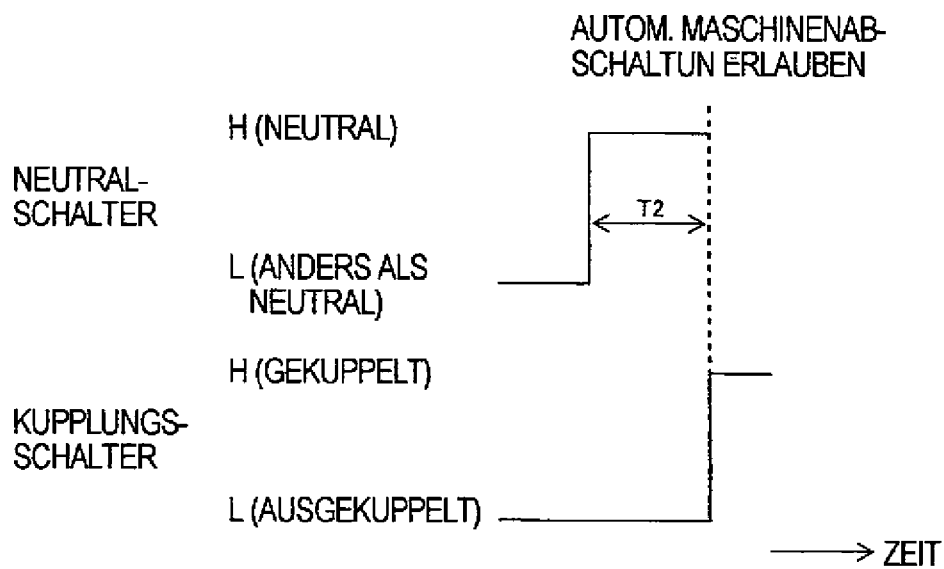 AUTOM. MASCHINENAB-
SCHALTUN ERLAUBEN
H (NEUTRAL)
NEUTRAL-
SCHALTER
T2
L (ANDERS ALS
NEUTRAL)
H (GEKUPPELT)
KUPPLUNGS-
SCHALTER
L (AUSGEKUPPELT)
ZEIT